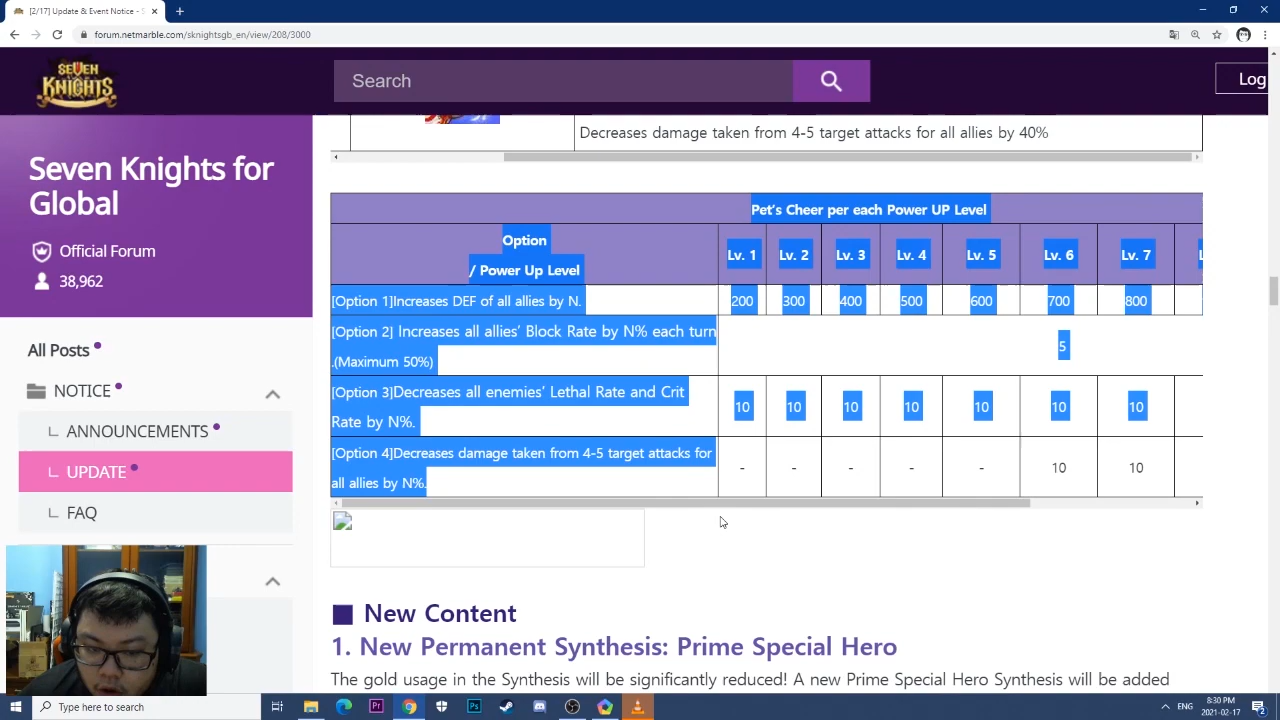 [2/17] Update & Event Notice - S
forum.netmarble.com/sknightsgb_en/view/208/3000
SEVEN
KNIGHTS
Search
Log
Seven Knights for
Global
Official Forum
38,962
All Posts
NOTICE
ANNOUNCEMENTS
UPDATE
FAQ
Decreases damage taken from 4-5 target attacks for all allies by 40%
Pet's Cheer per each Power UP Level
Option
/ Power Up Level
Lv. 1 Lv. 2 Lv. 3 Lv. 4 Lv. 5 Lv. 6 Lv. 7 L
[Option 1]Increases DEF of all allies by N. 200 300 400 500 600 700 800
[Option 2] Increases all allies' Block Rate by N% each turn
.(Maximum 50%)
5
[Option 3]Decreases all enemies' Lethal Rate and Crit
Rate by N%.
10 10 10 10 10 10 10
[Option 4]Decreases damage taken from 4-5 target attacks for
all allies by N%.
- - - - - 10 10
New Content
1. New Permanent Synthesis: Prime Special Hero
The gold usage in the Synthesis will be significantly reduced! A new Prime Special Hero Synthesis will be added
Type here to search
ENG
8:30 PM
2021-02-17